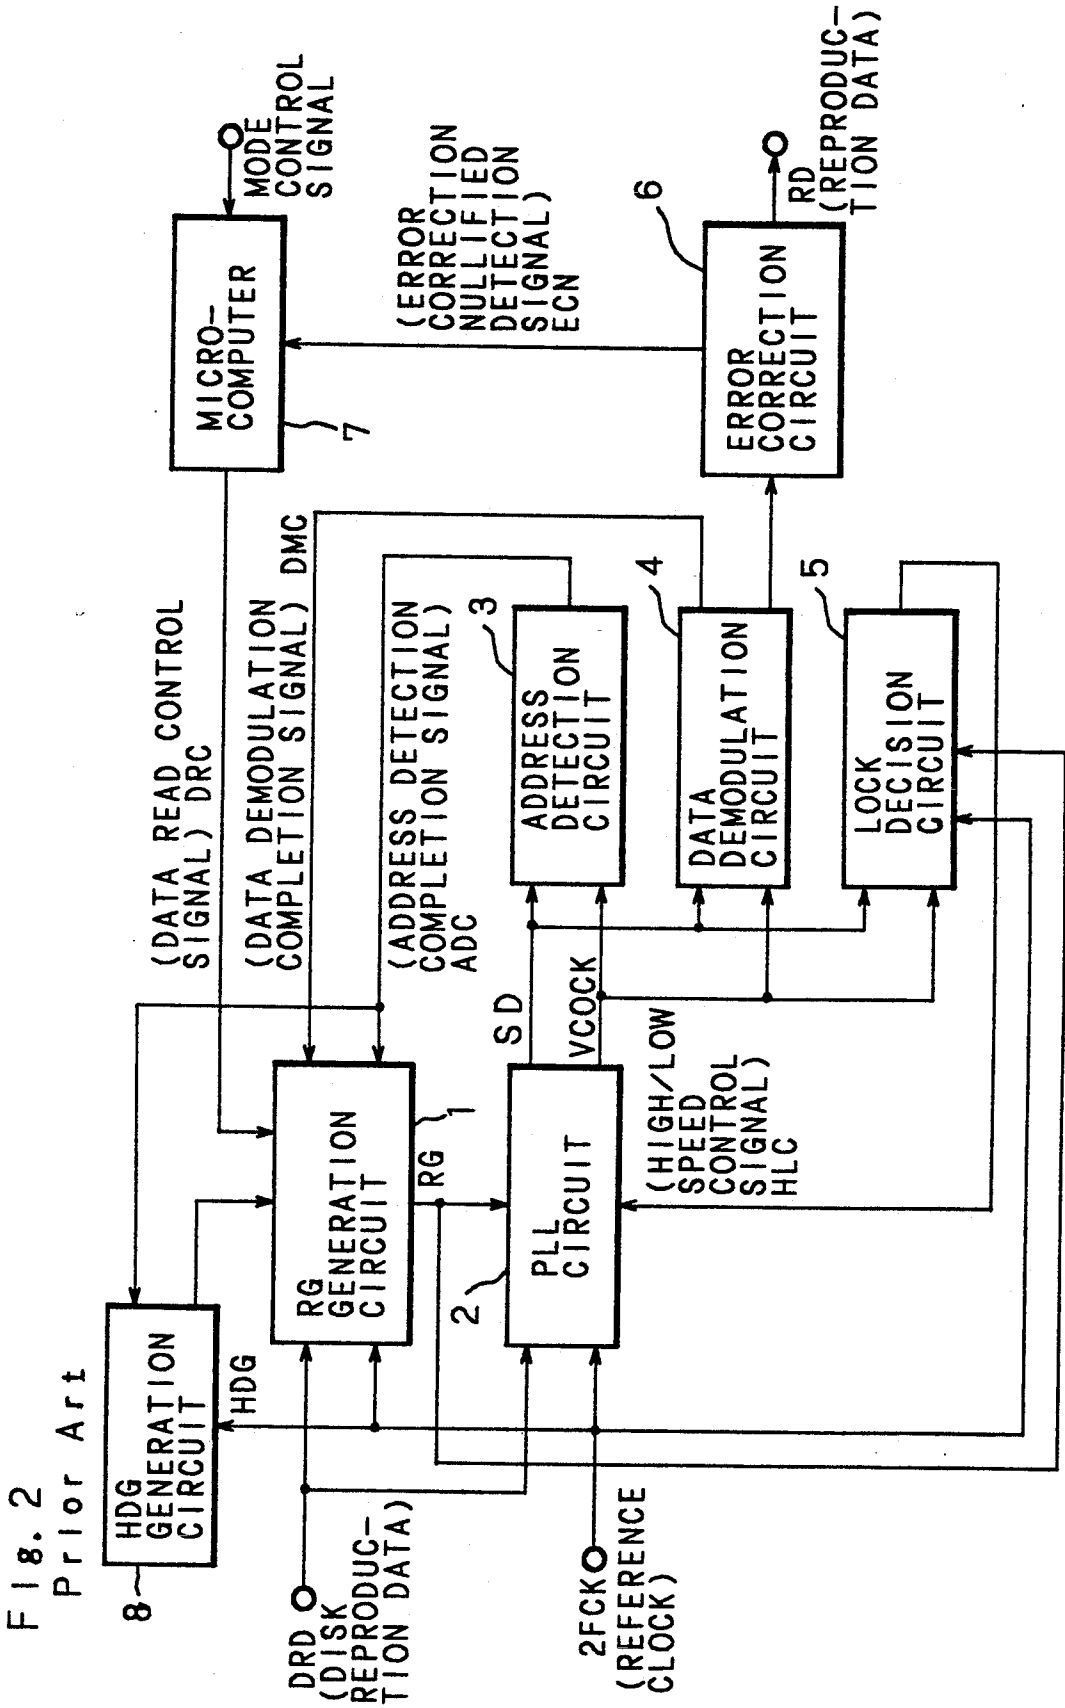 Fig. 2
Prior Art
8
HDG
GENERATION
CIRCUIT
HDG
(DATA READ CONTROL
SIGNAL) DRC
MICRO-
COMPUTER
7
MODE
CONTROL
SIGNAL
(DATA DEMODULATION
COMPLETION SIGNAL) DMC
(ADDRESS DETECTION
COMPLETION SIGNAL)
ADC
(ERROR
CORRECTION
NULLIFIED
DETECTION
SIGNAL)
ECN
DRD
(DISK
REPRODUC-
TION DATA)
RG
GENERATION
CIRCUIT
1
RG
2
PLL
CIRCUIT
SD
VCOCK
(HIGH/LOW
SPEED
CONTROL
SIGNAL)
HLC
ADDRESS
DETECTION
CIRCUIT
3
DATA
DEMODULATION
CIRCUIT
4
LOCK
DECISION
CIRCUIT
5
ERROR
CORRECTION
CIRCUIT
6
RD
(REPRODUC-
TION DATA)
2FCK
(REFERENCE
CLOCK)